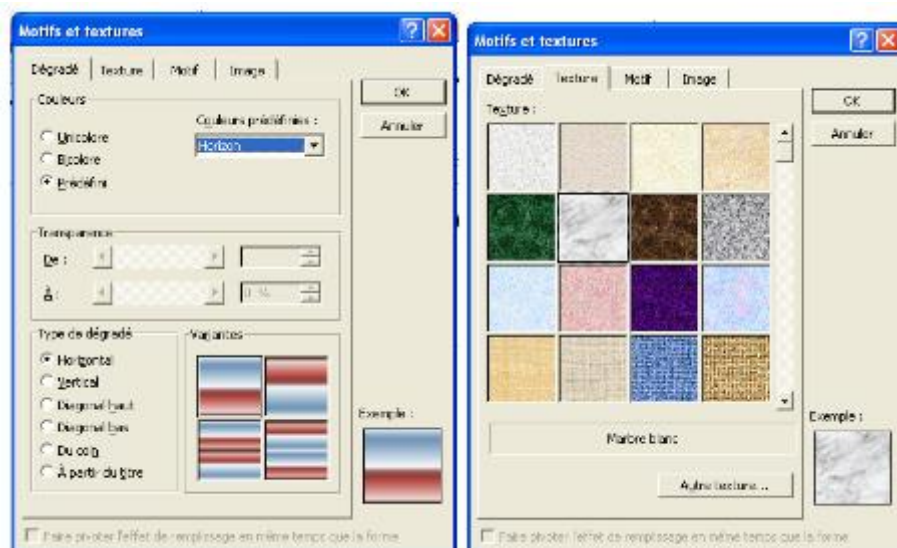 Motifs et textures
Dégradé Texture Motif Image
Couleurs
Unicolore
Bicolore
Prédéfini
Couleurs prédéfinies :
Horizon
OK
Annuler
Transparence
De :
À :
0 %
Type de dégradé
Horizontal
Vertical
Diagonal haut
Diagonal bas
Du coin
À partir du titre
Variantes
Exemple :
Faire pivoter l'effet de remplissage en même temps que la forme
Motifs et textures
Dégradé Texture Motif Image
Texture :
OK
Annuler
Marbre blanc
Autre texture...
Exemple :
Faire pivoter l'effet de remplissage en même temps que la forme